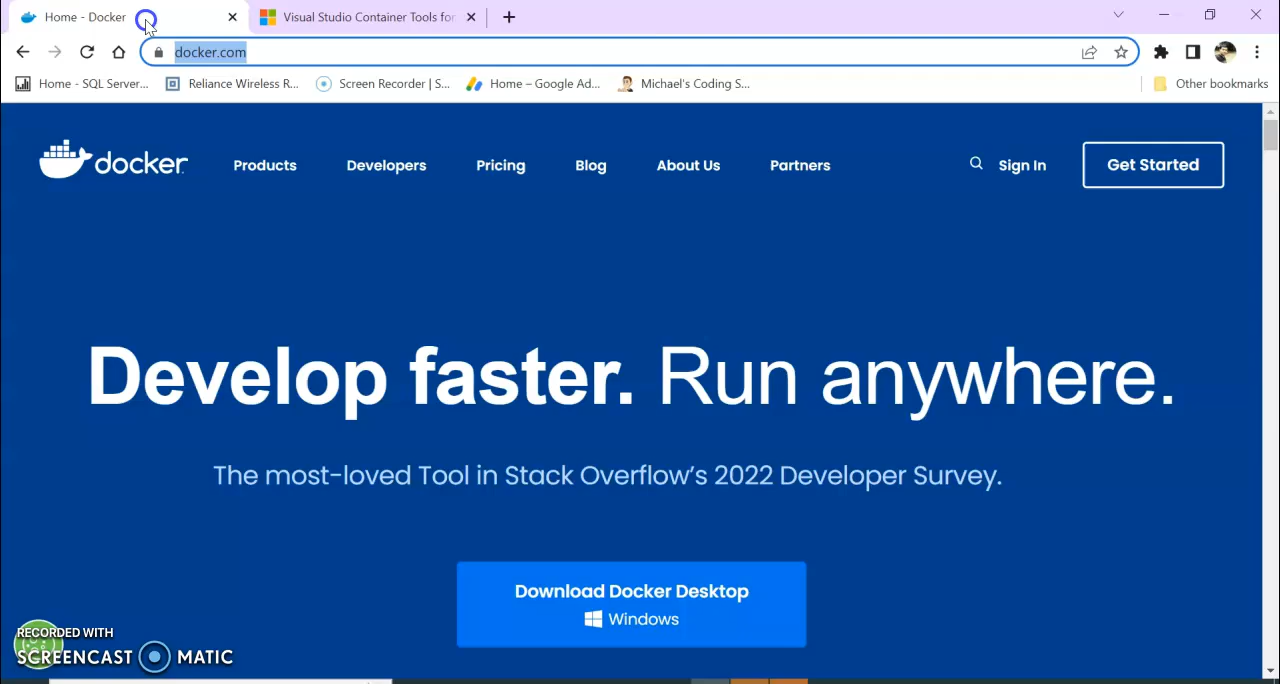 Home - Docker
Visual Studio Container Tools for
docker.com
Home - SQL Server...
Reliance Wireless R...
Screen Recorder | S...
Home – Google Ad...
Michael's Coding S...
Other bookmarks
docker
Products
Developers
Pricing
Blog
About Us
Partners
Sign In
Get Started
Develop faster. Run anywhere.
The most-loved Tool in Stack Overflow's 2022 Developer Survey.
Download Docker Desktop
Windows
RECORDED WITH
SCREENCAST MATIC